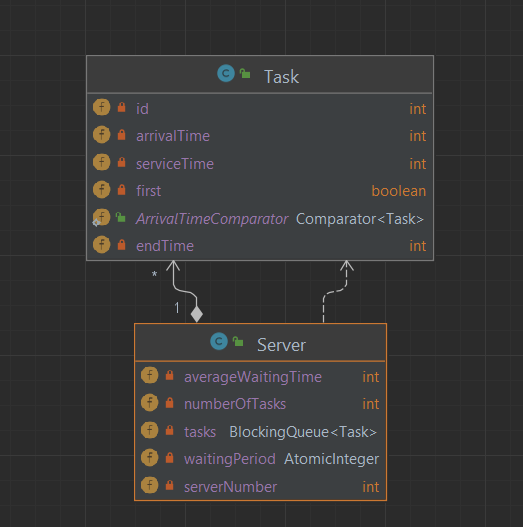 C Task
f id int
f arrivalTime int
f serviceTime int
f first boolean
f ArrivalTimeComparator Comparator<Task>
f endTime int
*
1
C Server
f averageWaitingTime int
f numberOfTasks int
f tasks BlockingQueue<Task>
f waitingPeriod AtomicInteger
f serverNumber int